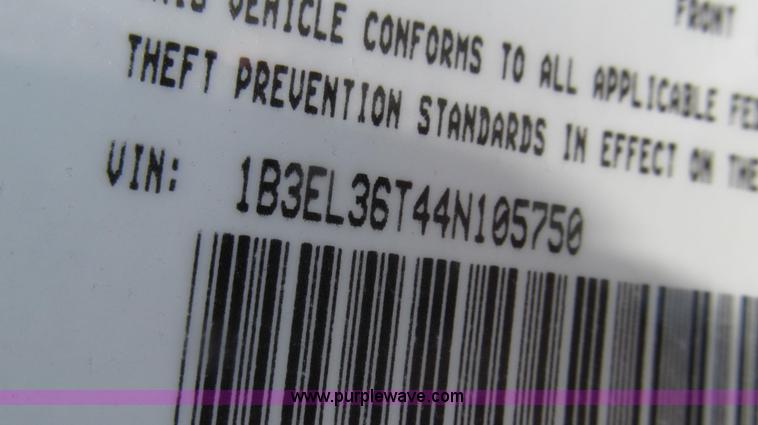 FRONT
VEHICLE CONFORMS TO ALL APPLICABLE
THEFT PREVENTION STANDARDS IN EFFECT ON THE
VIN: 1B3EL36T44N105750
www.purplewave.com